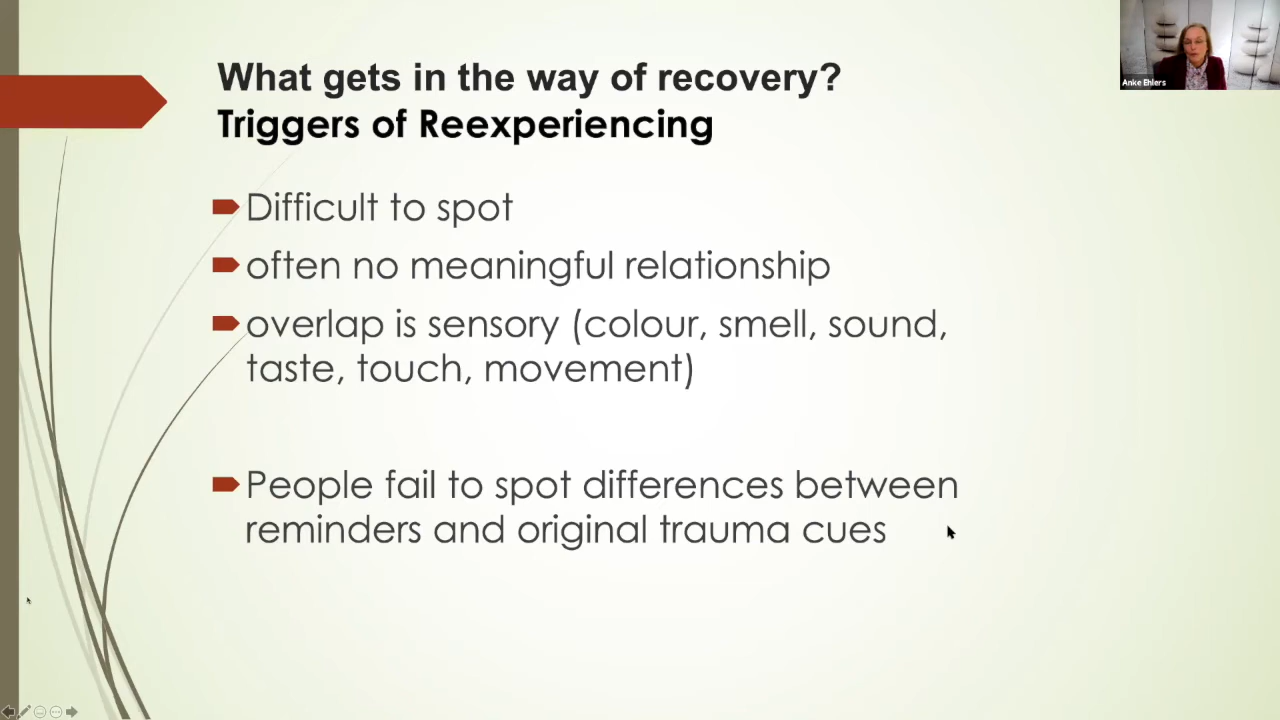 What gets in the way of recovery?
Triggers of Reexperiencing
Difficult to spot
often no meaningful relationship
overlap is sensory (colour, smell, sound,
taste, touch, movement)
People fail to spot differences between
reminders and original trauma cues
Anke Ehlers